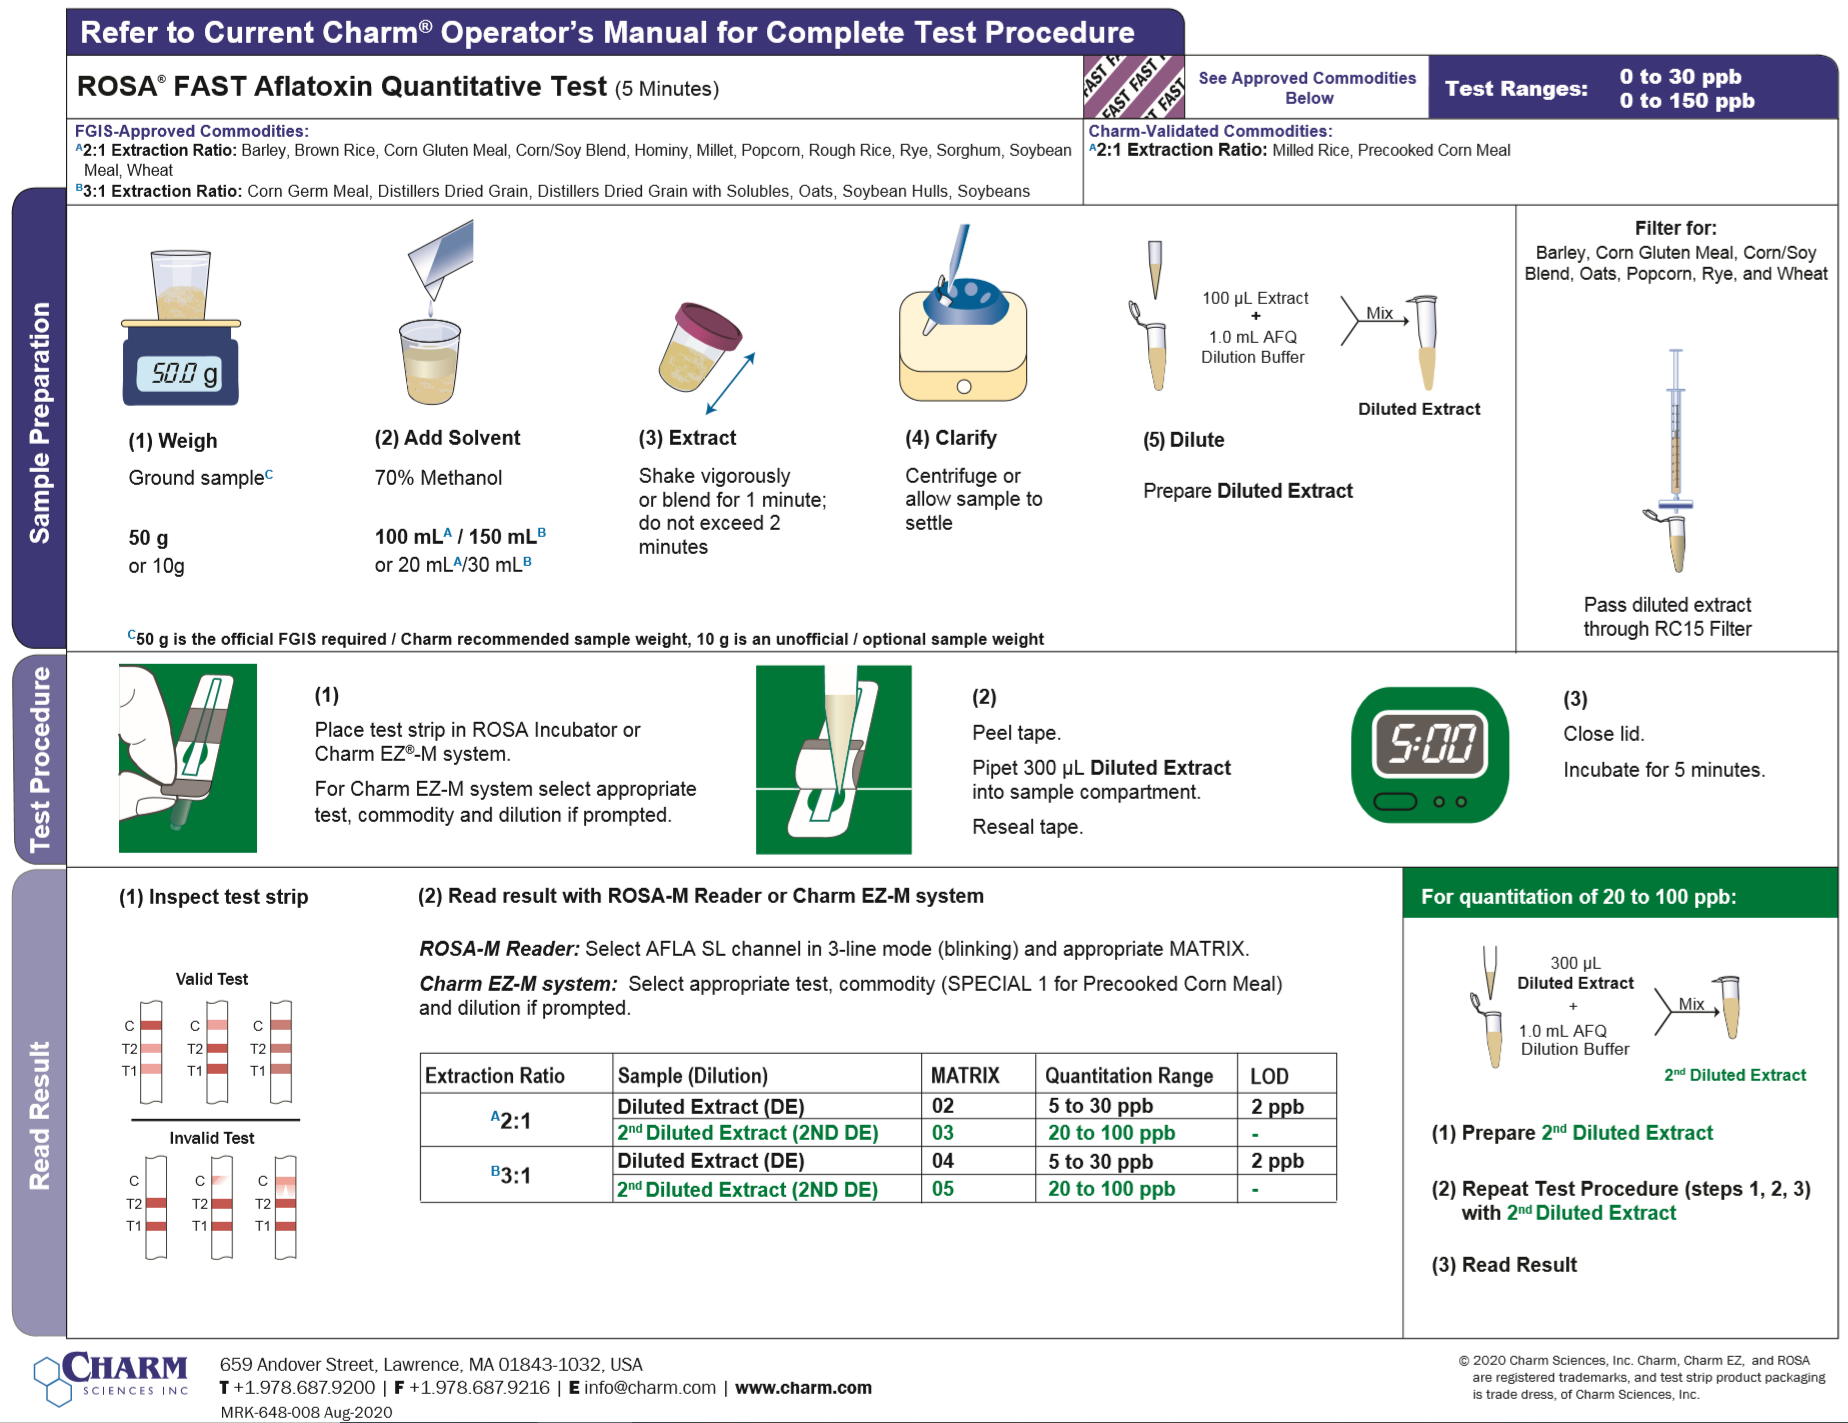 Refer to Current Charm® Operator's Manual for Complete Test Procedure
ROSA® FAST Aflatoxin Quantitative Test (5 Minutes)
FAST FAST FAST
See Approved Commodities
Below
Test Ranges:
0 to 30 ppb
0 to 150 ppb
FGIS-Approved Commodities:
A2:1 Extraction Ratio: Barley, Brown Rice, Corn Gluten Meal, Corn/Soy Blend, Hominy, Millet, Popcorn, Rough Rice, Rye, Sorghum, Soybean
Meal, Wheat
B3:1 Extraction Ratio: Corn Germ Meal, Distillers Dried Grain, Distillers Dried Grain with Solubles, Oats, Soybean Hulls, Soybeans
Charm-Validated Commodities:
A2:1 Extraction Ratio: Milled Rice, Precooked Corn Meal
Sample Preparation
50.0 g
(1) Weigh
Ground sampleC
50 g
or 10g
(2) Add Solvent
70% Methanol
100 mLA / 150 mLB
or 20 mLA/30 mLB
(3) Extract
Shake vigorously
or blend for 1 minute;
do not exceed 2
minutes
(4) Clarify
Centrifuge or
allow sample to
settle
100 µL Extract
+
1.0 mL AFQ
Dilution Buffer
Mix
Diluted Extract
(5) Dilute
Prepare Diluted Extract
C50 g is the official FGIS required / Charm recommended sample weight, 10 g is an unofficial / optional sample weight
Filter for:
Barley, Corn Gluten Meal, Corn/Soy
Blend, Oats, Popcorn, Rye, and Wheat
Pass diluted extract
through RC15 Filter
Test Procedure
(1)
Place test strip in ROSA Incubator or
Charm EZ®-M system.
For Charm EZ-M system select appropriate
test, commodity and dilution if prompted.
(2)
Peel tape.
Pipet 300 µL Diluted Extract
into sample compartment.
Reseal tape.
5:00
(3)
Close lid.
Incubate for 5 minutes.
Read Result
(1) Inspect test strip
Valid Test
C C C
T2 T2 T2
T1 T1 T1
Invalid Test
C C C
T2 T2 T2
T1 T1 T1
(2) Read result with ROSA-M Reader or Charm EZ-M system
ROSA-M Reader: Select AFLA SL channel in 3-line mode (blinking) and appropriate MATRIX.
Charm EZ-M system: Select appropriate test, commodity (SPECIAL 1 for Precooked Corn Meal)
and dilution if prompted.
Extraction Ratio Sample (Dilution) MATRIX Quantitation Range LOD
A2:1
Diluted Extract (DE) 02 5 to 30 ppb 2 ppb
2nd Diluted Extract (2ND DE) 03 20 to 100 ppb -
B3:1
Diluted Extract (DE) 04 5 to 30 ppb 2 ppb
2nd Diluted Extract (2ND DE) 05 20 to 100 ppb -
For quantitation of 20 to 100 ppb:
300 µL
Diluted Extract
+
1.0 mL AFQ
Dilution Buffer
Mix
2nd Diluted Extract
(1) Prepare 2nd Diluted Extract
(2) Repeat Test Procedure (steps 1, 2, 3)
with 2nd Diluted Extract
(3) Read Result
CHARM
SCIENCES INC
659 Andover Street, Lawrence, MA 01843-1032, USA
T +1.978.687.9200 | F +1.978.687.9216 | E info@charm.com | www.charm.com
MRK-648-008 Aug-2020
© 2020 Charm Sciences, Inc. Charm, Charm EZ, and ROSA
are registered trademarks, and test strip product packaging
is trade dress, of Charm Sciences, Inc.